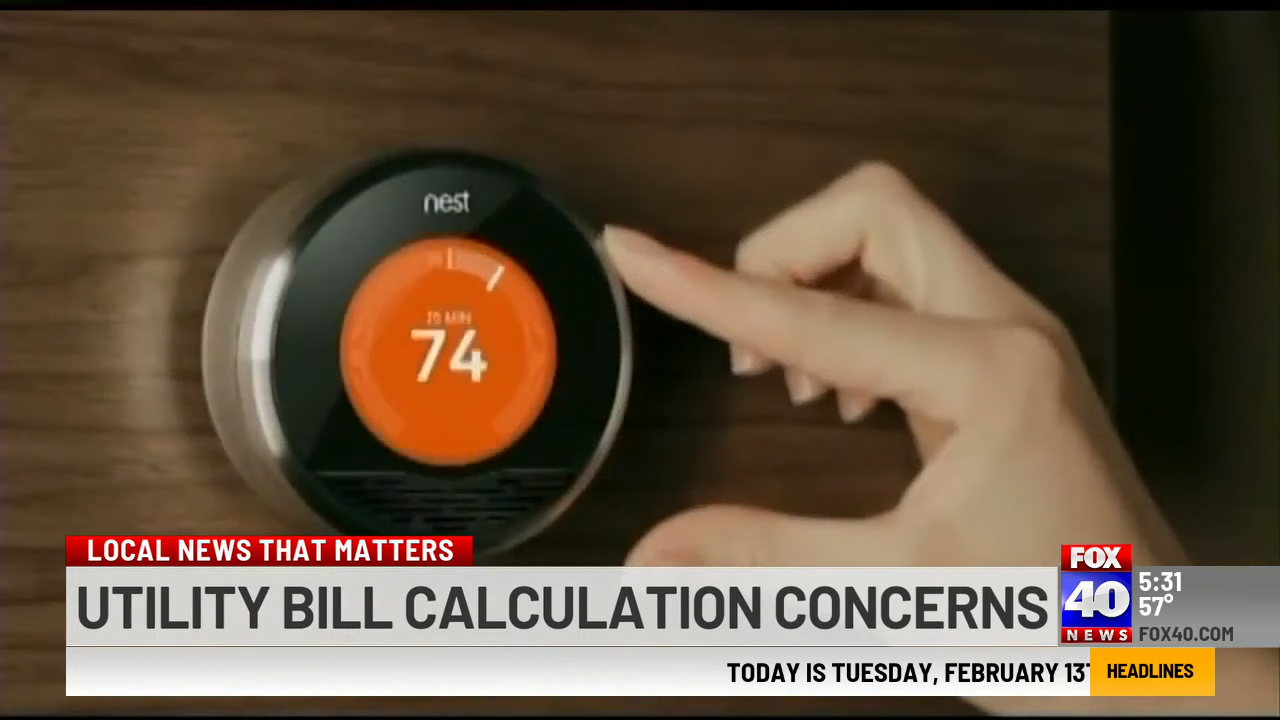 nest
74
LOCAL NEWS THAT MATTERS
UTILITY BILL CALCULATION CONCERNS
FOX
40
NEWS
5:31
57°
FOX40.COM
TODAY IS TUESDAY, FEBRUARY 13
HEADLINES